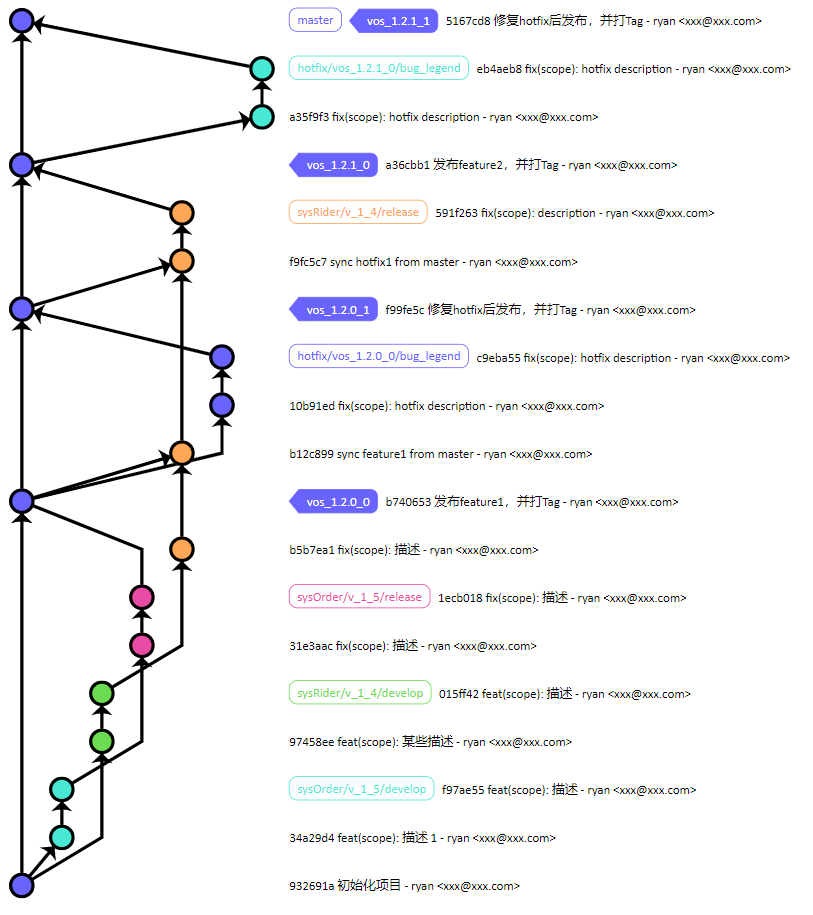 master vos_1.2.1_1 5167cd8 修复hotfix后发布，并打Tag - ryan <xxx@xxx.com>
hotfix/vos_1.2.1_0/bug_legend eb4aeb8 fix(scope): hotfix description - ryan <xxx@xxx.com>
a35f9f3 fix(scope): hotfix description - ryan <xxx@xxx.com>
vos_1.2.1_0 a36cbb1 发布feature2，并打Tag - ryan <xxx@xxx.com>
sysRider/v_1_4/release 591f263 fix(scope): description - ryan <xxx@xxx.com>
f9fc5c7 sync hotfix1 from master - ryan <xxx@xxx.com>
vos_1.2.0_1 f99fe5c 修复hotfix后发布，并打Tag - ryan <xxx@xxx.com>
hotfix/vos_1.2.0_0/bug_legend c9eba55 fix(scope): hotfix description - ryan <xxx@xxx.com>
10b91ed fix(scope): hotfix description - ryan <xxx@xxx.com>
b12c899 sync feature1 from master - ryan <xxx@xxx.com>
vos_1.2.0_0 b740653 发布feature1，并打Tag - ryan <xxx@xxx.com>
b5b7ea1 fix(scope): 描述 - ryan <xxx@xxx.com>
sysOrder/v_1_5/release 1ecb018 fix(scope): 描述 - ryan <xxx@xxx.com>
31e3aac fix(scope): 描述 - ryan <xxx@xxx.com>
sysRider/v_1_4/develop 015ff42 feat(scope): 描述 - ryan <xxx@xxx.com>
97458ee feat(scope): 某些描述 - ryan <xxx@xxx.com>
sysOrder/v_1_5/develop f97ae55 feat(scope): 描述 - ryan <xxx@xxx.com>
34a29d4 feat(scope): 描述 1 - ryan <xxx@xxx.com>
932691a 初始化项目 - ryan <xxx@xxx.com>